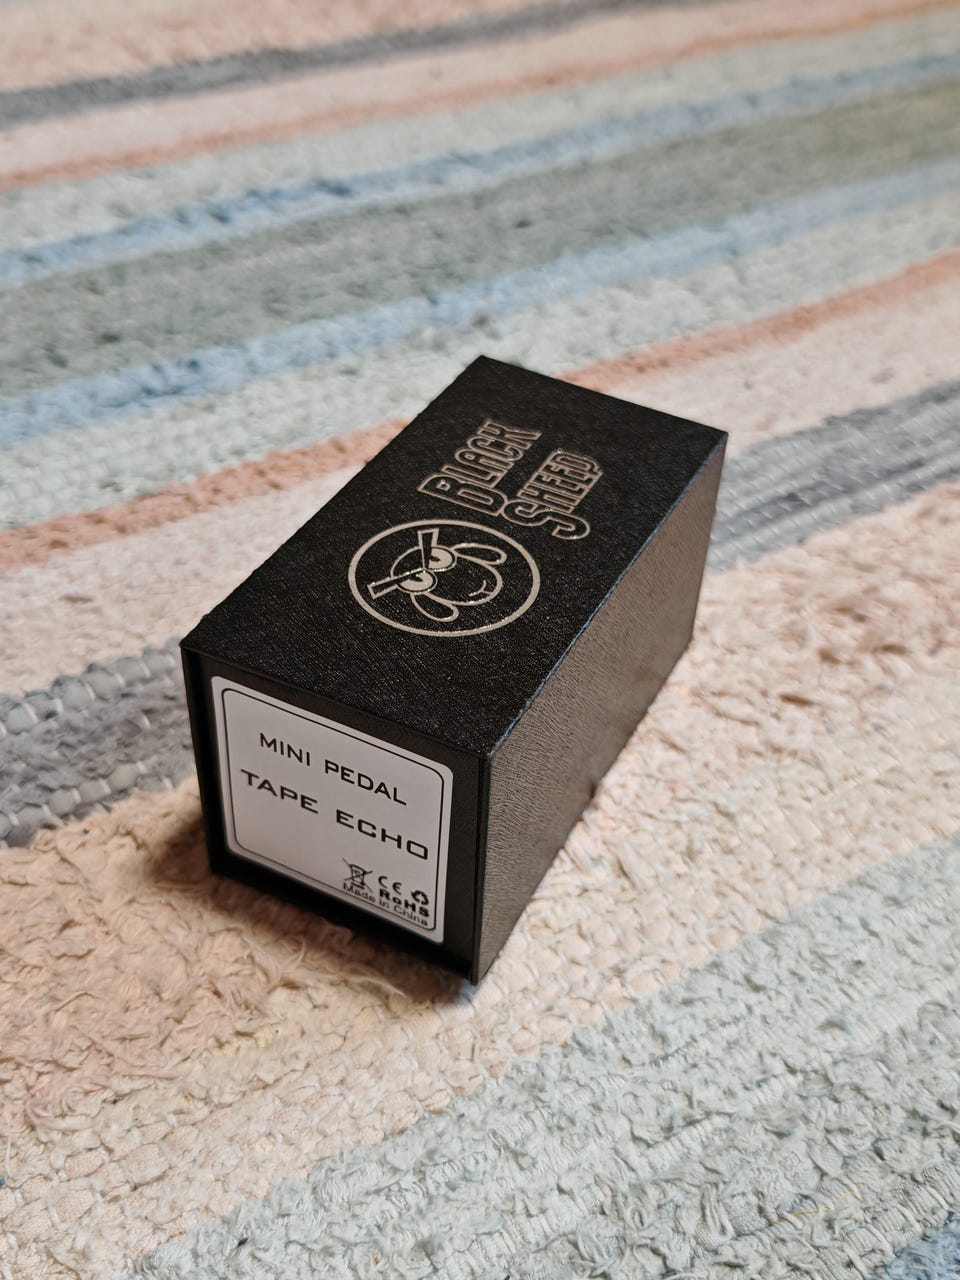 BLACK
SHEEP
MINI PEDAL
TAPE ECHO
CE
RoHS
Made in China